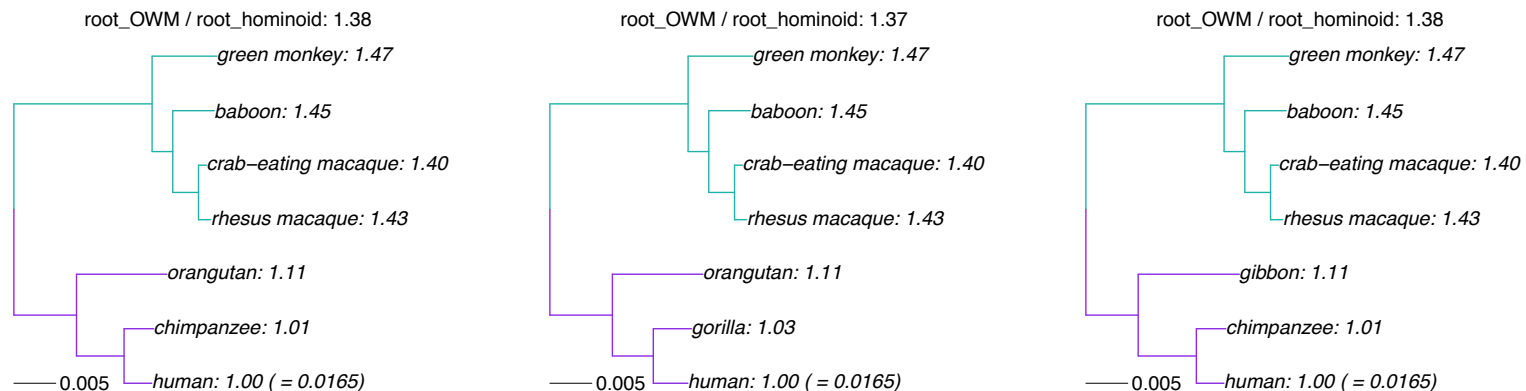 root_OWM / root_hominoid: 1.38
green monkey: 1.47
baboon: 1.45
crab−eating macaque: 1.40
rhesus macaque: 1.43
orangutan: 1.11
chimpanzee: 1.01
human: 1.00 ( = 0.0165)
0.005
root_OWM / root_hominoid: 1.37
green monkey: 1.47
baboon: 1.45
crab−eating macaque: 1.40
rhesus macaque: 1.43
orangutan: 1.11
gorilla: 1.03
human: 1.00 ( = 0.0165)
0.005
root_OWM / root_hominoid: 1.38
green monkey: 1.47
baboon: 1.45
crab−eating macaque: 1.40
rhesus macaque: 1.43
gibbon: 1.11
chimpanzee: 1.01
human: 1.00 ( = 0.0165)
0.005